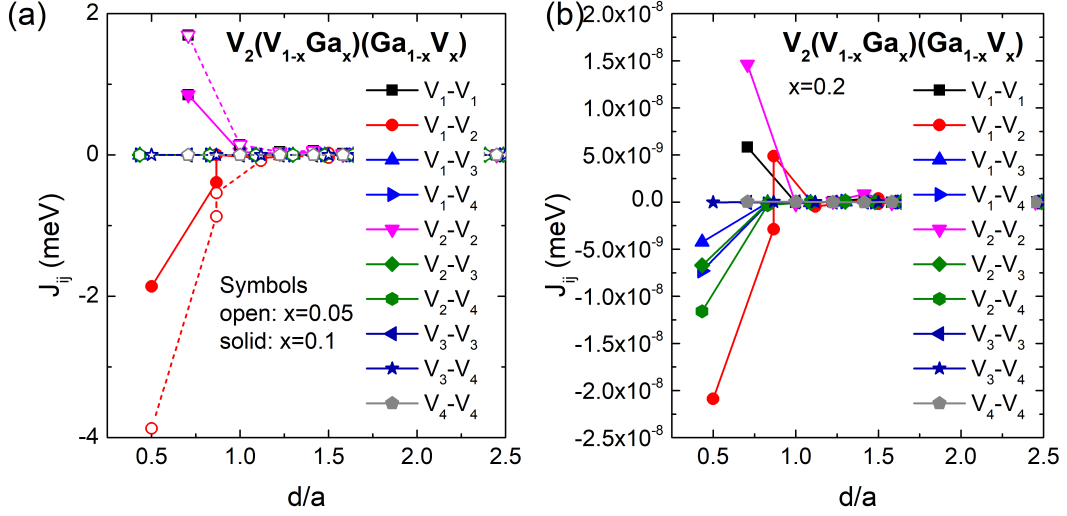 (a)
V₂(V₁₋ₓGaₓ)(Ga₁₋ₓVₓ)
V₁-V₁
V₁-V₂
V₁-V₃
V₁-V₄
V₂-V₂
V₂-V₃
V₂-V₄
V₃-V₃
V₃-V₄
V₄-V₄
Symbols
open: x=0.05
solid: x=0.1
2
0
-2
-4
Jᵢⱼ (meV)
0.5 1.0 1.5 2.0 2.5
d/a
(b)
V₂(V₁₋ₓGaₓ)(Ga₁₋ₓVₓ)
x=0.2
V₁-V₁
V₁-V₂
V₁-V₃
V₁-V₄
V₂-V₂
V₂-V₃
V₂-V₄
V₃-V₃
V₃-V₄
V₄-V₄
2.0x10⁻⁸
1.5x10⁻⁸
1.0x10⁻⁸
5.0x10⁻⁹
0.0
-5.0x10⁻⁹
-1.0x10⁻⁸
-1.5x10⁻⁸
-2.0x10⁻⁸
-2.5x10⁻⁸
Jᵢⱼ (meV)
0.5 1.0 1.5 2.0 2.5
d/a